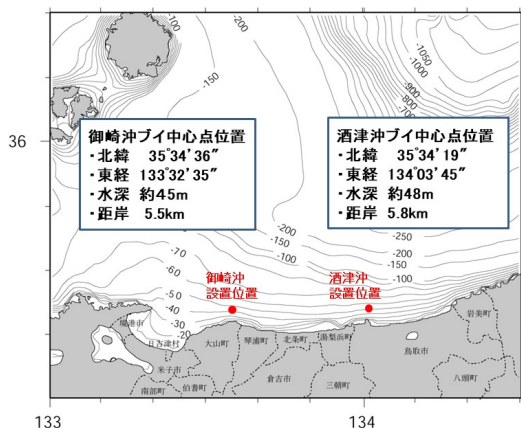 -100
-150
-1050
-1000
-900
-800
-700
36
御崎沖ブイ中心点位置
・北緯 35°34'36"
・東経 133°32'35"
・水深 約45m
・距岸 5.5km
酒津沖ブイ中心点位置
・北緯 35°34'19"
・東経 134°03'45"
・水深 約48m
・距岸 5.8km
-200
-150
-100
-200
-250
-200
-150
-100
-70
-60
-50
-40
-30
-20
御崎沖
設置位置
酒津沖
設置位置
境港市
日吉津村
米子市
南部町
伯耆町
大山町
琴浦町
北条町
湯梨浜町
倉吉市
三朝町
鳥取市
岩美町
八頭町
133
134